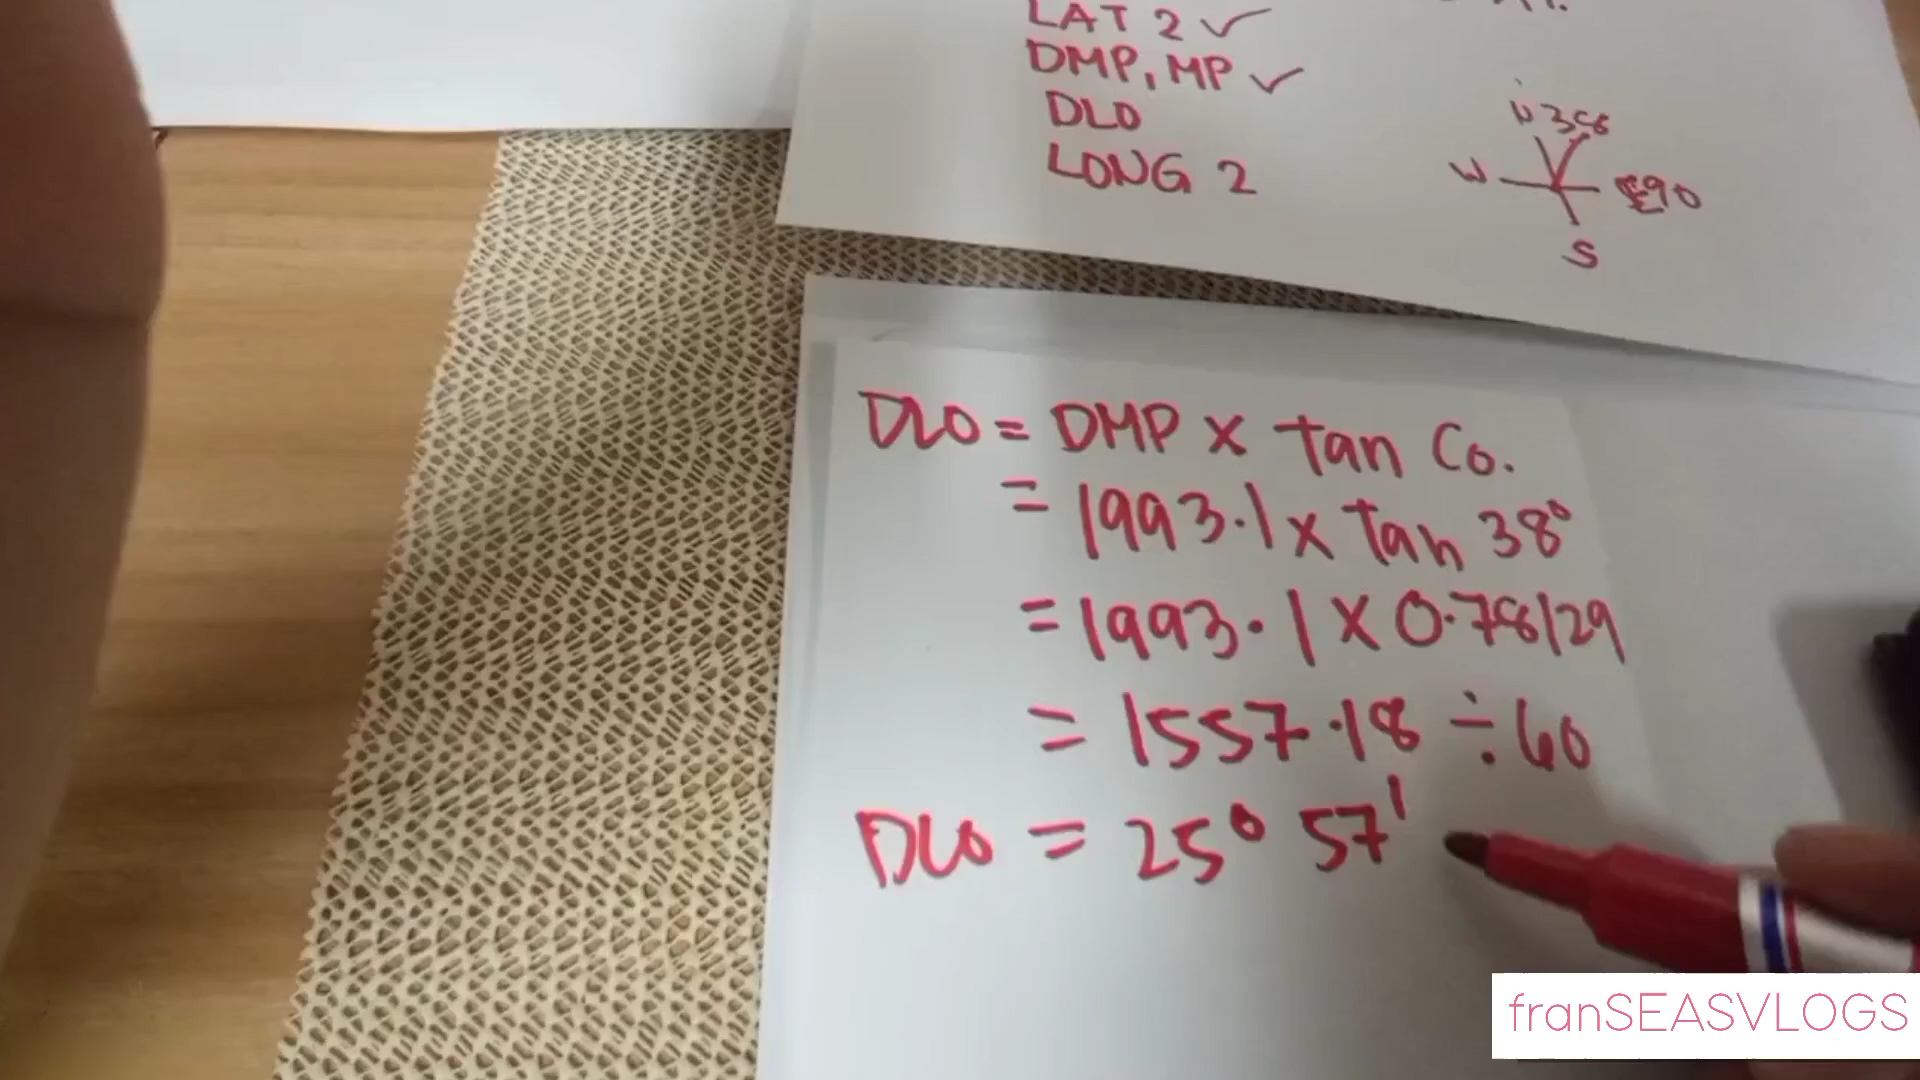 LAT 2 ✓
DMP, MP ✓
DLO
LONG 2
N 38
W
E90
S
DLO = DMP x tan Co.
= 1993.1 x tan 38°
= 1993.1 x 0.78129
= 1557.18 ÷ 60
DLO = 25° 57'
franSEASVLOGS